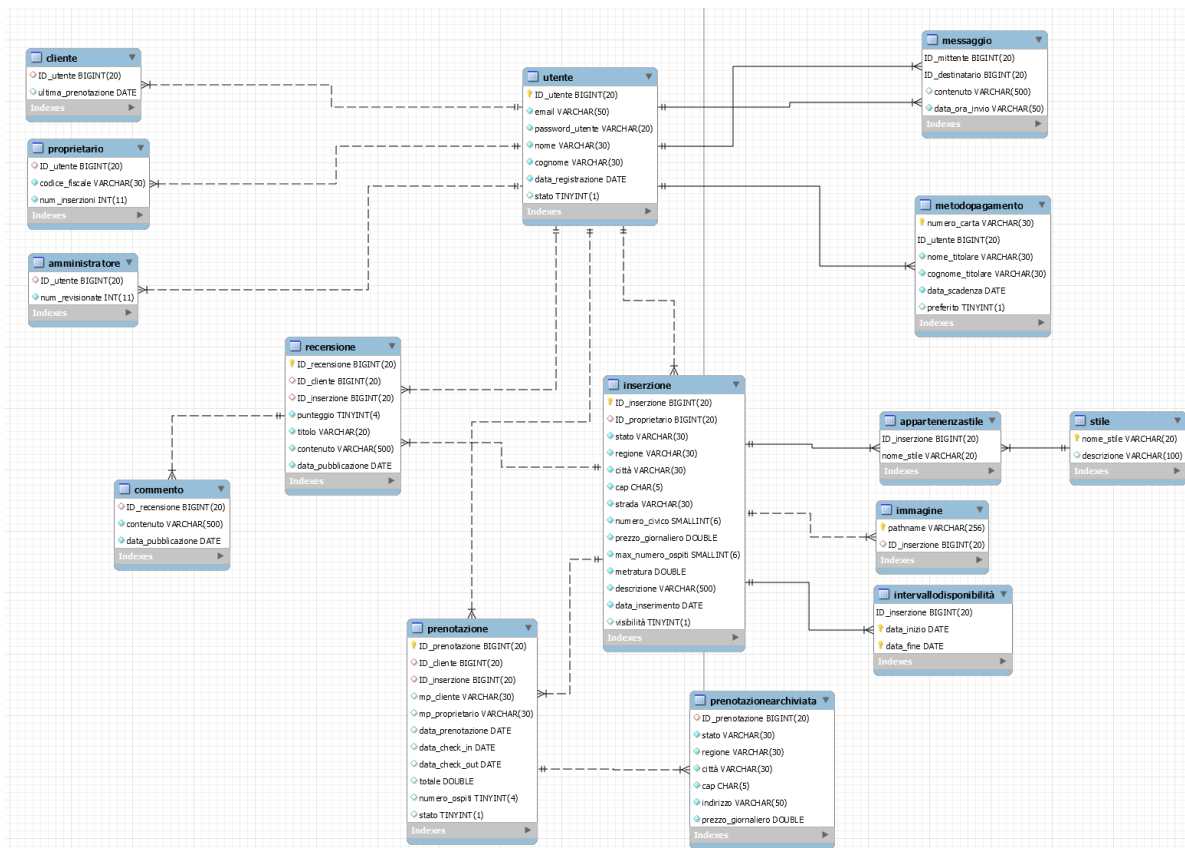 cliente
ID_utente BIGINT(20)
ultima_prenotazione DATE
Indexes
proprietario
ID_utente BIGINT(20)
codice_fiscale VARCHAR(30)
num_inserzioni INT(11)
Indexes
amministratore
ID_utente BIGINT(20)
num_revisionate INT(11)
Indexes
utente
ID_utente BIGINT(20)
email VARCHAR(50)
password_utente VARCHAR(20)
nome VARCHAR(30)
cognome VARCHAR(30)
data_registrazione DATE
stato TINYINT(1)
Indexes
messaggio
ID_mittente BIGINT(20)
ID_destinatario BIGINT(20)
contenuto VARCHAR(500)
data_ora_invio VARCHAR(50)
Indexes
metodopagamento
numero_carta VARCHAR(30)
ID_utente BIGINT(20)
nome_titolare VARCHAR(30)
cognome_titolare VARCHAR(30)
data_scadenza DATE
preferito TINYINT(1)
Indexes
recensione
ID_recensione BIGINT(20)
ID_cliente BIGINT(20)
ID_inserzione BIGINT(20)
punteggio TINYINT(4)
titolo VARCHAR(20)
contenuto VARCHAR(500)
data_pubblicazione DATE
Indexes
commento
ID_recensione BIGINT(20)
contenuto VARCHAR(500)
data_pubblicazione DATE
Indexes
inserzione
ID_inserzione BIGINT(20)
ID_proprietario BIGINT(20)
stato VARCHAR(30)
regione VARCHAR(30)
città VARCHAR(30)
cap CHAR(5)
strada VARCHAR(30)
numero_civico SMALLINT(6)
prezzo_giornaliero DOUBLE
max_numero_ospiti SMALLINT(6)
metratura DOUBLE
descrizione VARCHAR(500)
data_inserimento DATE
visibilità TINYINT(1)
Indexes
appartenenzastile
ID_inserzione BIGINT(20)
nome_stile VARCHAR(20)
Indexes
stile
nome_stile VARCHAR(20)
descrizione VARCHAR(100)
Indexes
immagine
pathname VARCHAR(256)
ID_inserzione BIGINT(20)
Indexes
intervallodisponibilità
ID_inserzione BIGINT(20)
data_inizio DATE
data_fine DATE
Indexes
prenotazione
ID_prenotazione BIGINT(20)
ID_cliente BIGINT(20)
ID_inserzione BIGINT(20)
mp_cliente VARCHAR(30)
mp_proprietario VARCHAR(30)
data_prenotazione DATE
data_check_in DATE
data_check_out DATE
totale DOUBLE
numero_ospiti TINYINT(4)
stato TINYINT(1)
Indexes
prenotazionearchiviata
ID_prenotazione BIGINT(20)
stato VARCHAR(30)
regione VARCHAR(30)
città VARCHAR(30)
cap CHAR(5)
indirizzo VARCHAR(50)
prezzo_giornaliero DOUBLE
Indexes